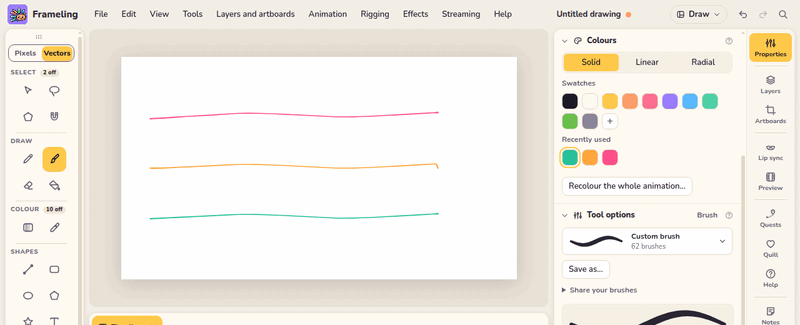 Frameling File Edit View Tools Layers and artboards Animation Rigging Effects Streaming Help Untitled drawing Draw
Pixels Vectors
SELECT 2 off
DRAW
COLOUR 10 off
SHAPES
Colours
Solid Linear Radial
Swatches
Recently used
Recolour the whole animation...
Tool options Brush
Custom brush
62 brushes
Save as...
Share your brushes
Properties
Layers
Artboards
Lip sync
Preview
Quests
Quill
Help
Notes